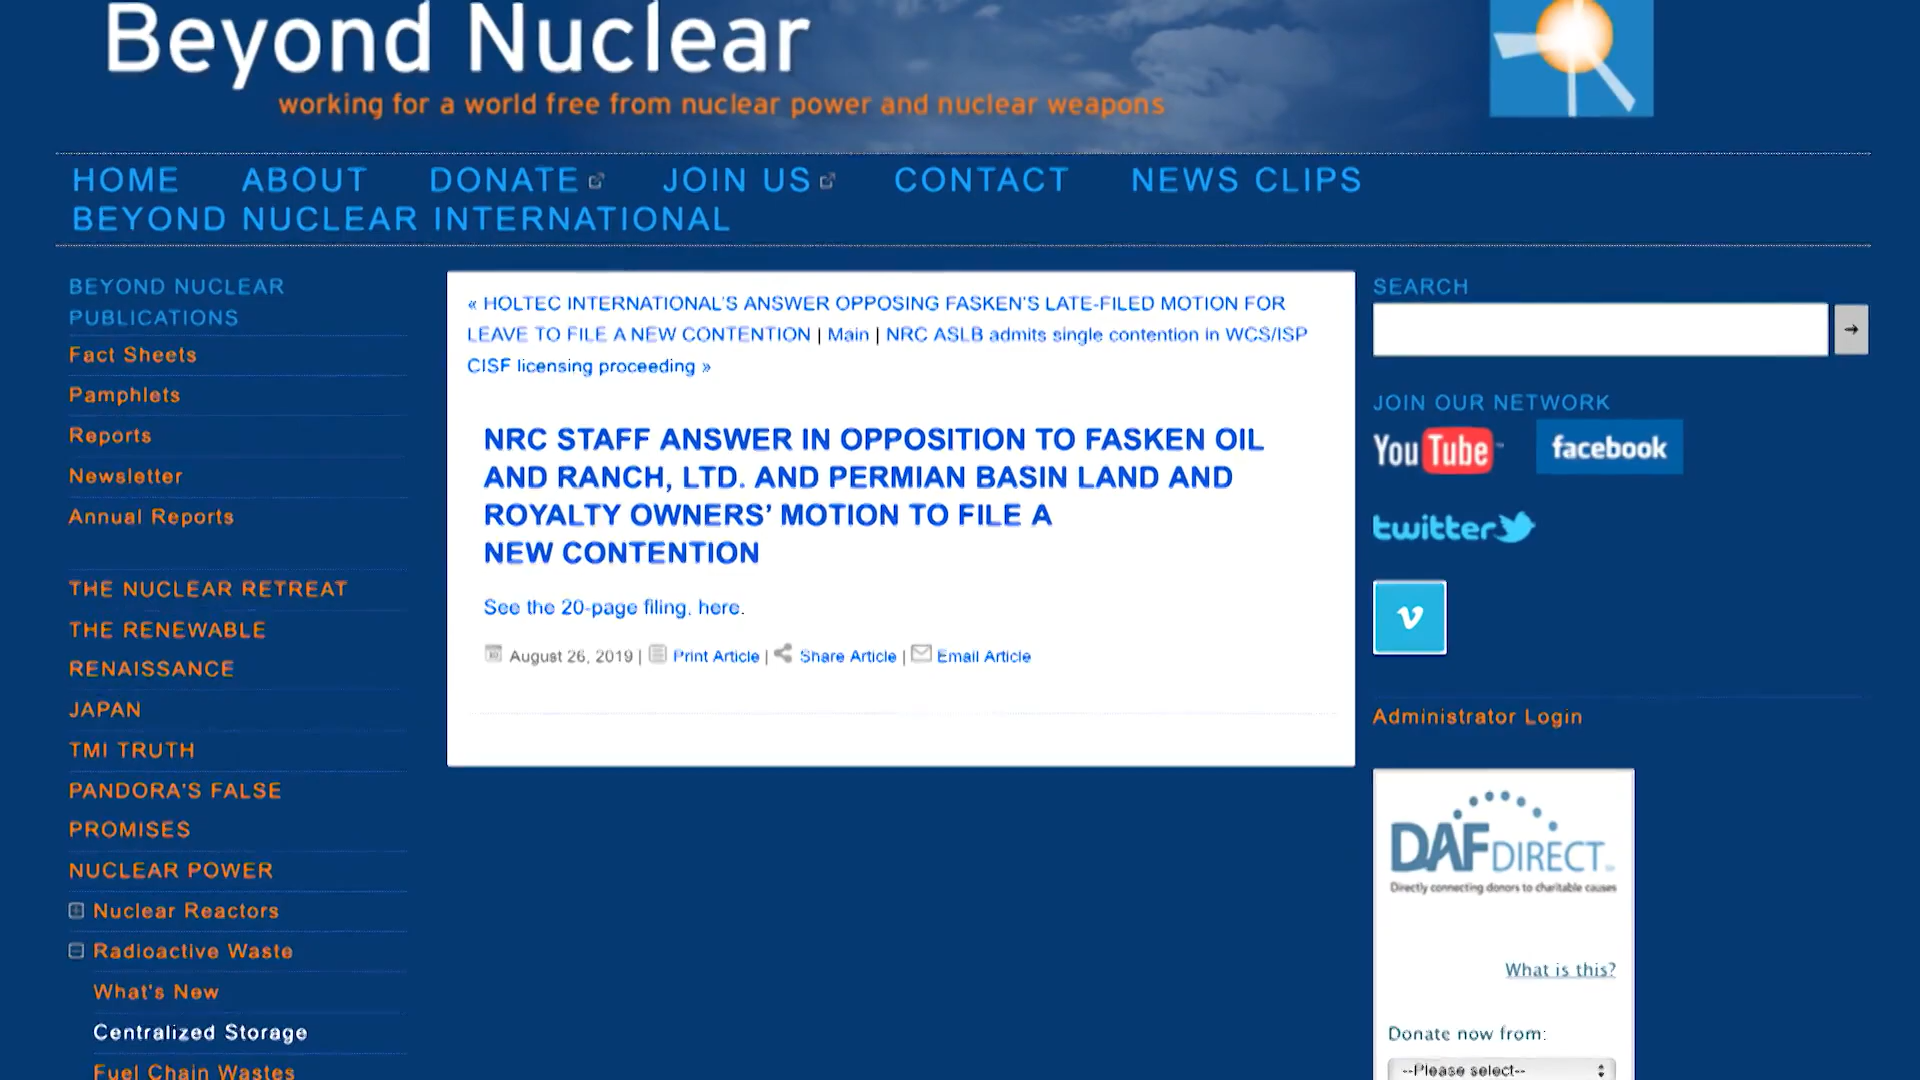 Beyond Nuclear
working for a world free from nuclear power and nuclear weapons
HOME ABOUT DONATE JOIN US CONTACT NEWS CLIPS
BEYOND NUCLEAR INTERNATIONAL
BEYOND NUCLEAR
PUBLICATIONS
Fact Sheets
Pamphlets
Reports
Newsletter
Annual Reports
THE NUCLEAR RETREAT
THE RENEWABLE
RENAISSANCE
JAPAN
TMI TRUTH
PANDORA'S FALSE
PROMISES
NUCLEAR POWER
Nuclear Reactors
Radioactive Waste
What's New
Centralized Storage
Fuel Chain Wastes
« HOLTEC INTERNATIONAL'S ANSWER OPPOSING FASKEN'S LATE-FILED MOTION FOR
LEAVE TO FILE A NEW CONTENTION | Main | NRC ASLB admits single contention in WCS/ISP
CISF licensing proceeding »
NRC STAFF ANSWER IN OPPOSITION TO FASKEN OIL
AND RANCH, LTD. AND PERMIAN BASIN LAND AND
ROYALTY OWNERS’ MOTION TO FILE A
NEW CONTENTION
See the 20-page filing, here.
August 26, 2019 | Print Article | Share Article | Email Article
SEARCH
→
JOIN OUR NETWORK
YouTube facebook
twitter
v
Administrator Login
DAFDIRECT
Directly connecting donors to charitable causes
What is this?
Donate now from:
--Please select--